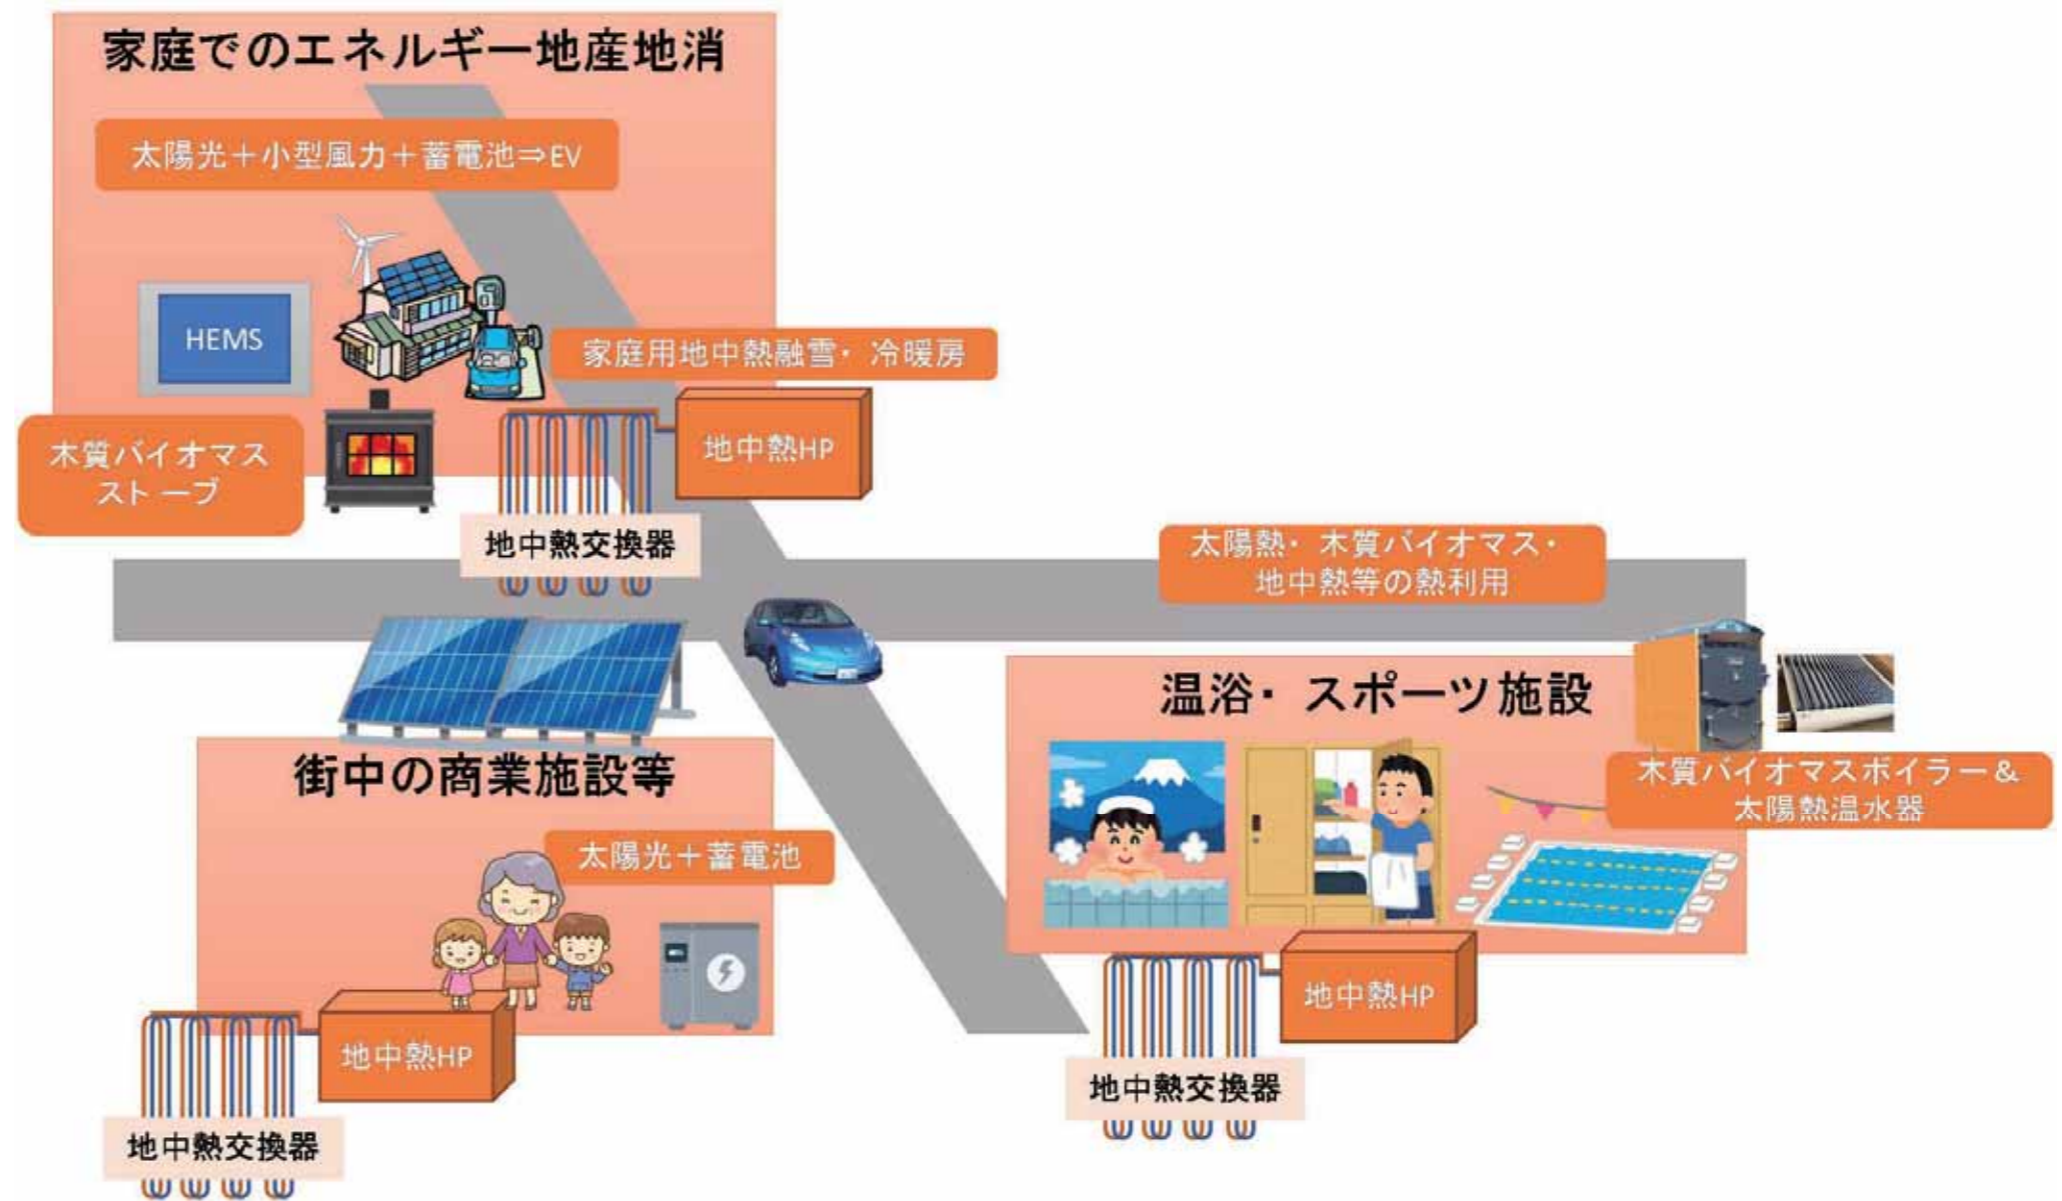 家庭でのエネルギー地産地消
太陽光＋小型風力＋蓄電池⇒EV
HEMS
家庭用地中熱融雪・冷暖房
木質バイオマス
ストーブ
地中熱HP
地中熱交換器
太陽熱・木質バイオマス・
地中熱等の熱利用
温浴・スポーツ施設
木質バイオマスボイラー＆
太陽熱温水器
地中熱HP
地中熱交換器
街中の商業施設等
太陽光＋蓄電池
地中熱HP
地中熱交換器